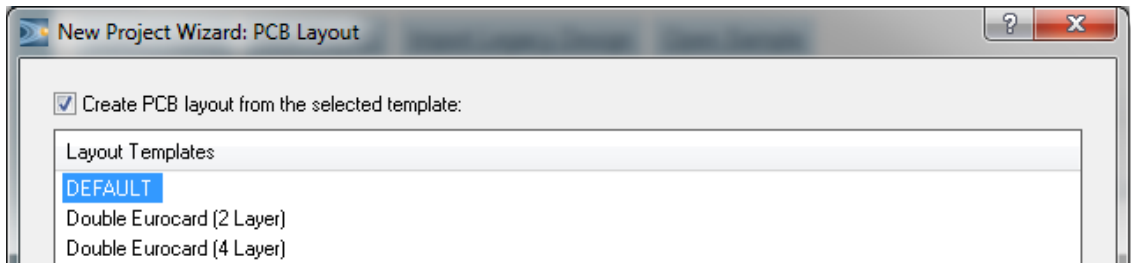 New Project Wizard: PCB Layout
Create PCB layout from the selected template:
Layout Templates
DEFAULT
Double Eurocard (2 Layer)
Double Eurocard (4 Layer)